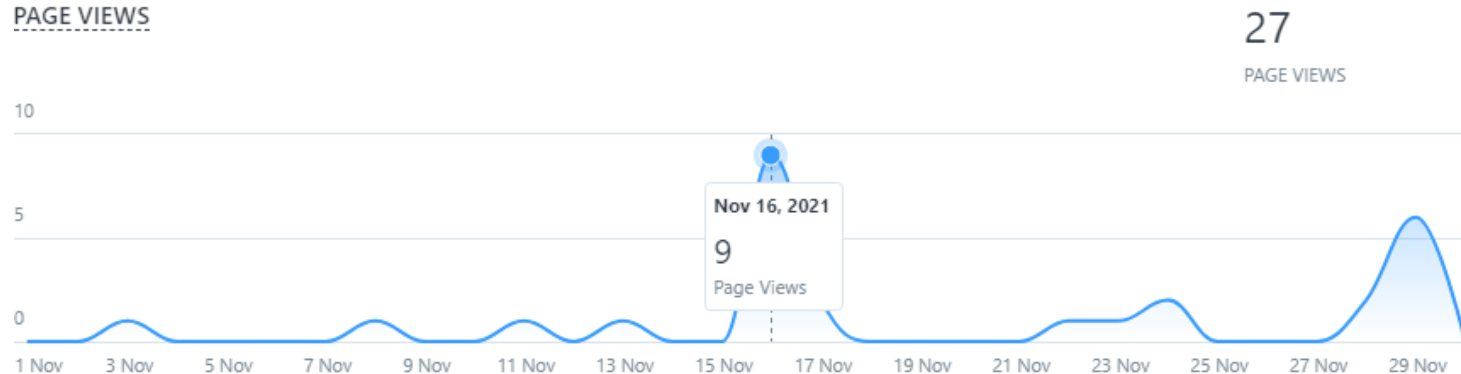 PAGE VIEWS
27
PAGE VIEWS
10
5
0
Nov 16, 2021
9
Page Views
1 Nov 3 Nov 5 Nov 7 Nov 9 Nov 11 Nov 13 Nov 15 Nov 17 Nov 19 Nov 21 Nov 23 Nov 25 Nov 27 Nov 29 Nov